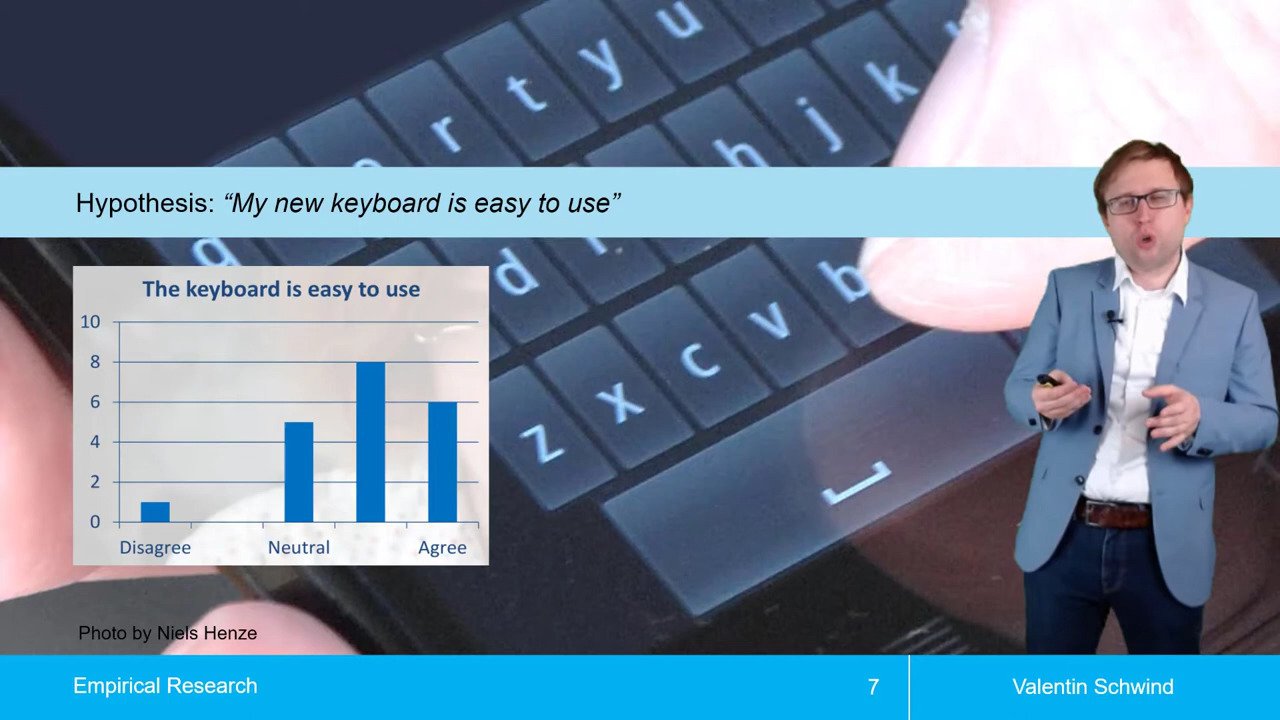 t y u
r j k
h
Hypothesis: “My new keyboard is easy to use”
q d b
The keyboard is easy to use
10
8
6
4
2
0
Disagree Neutral Agree
z x c v
Photo by Niels Henze
Empirical Research 7 Valentin Schwind